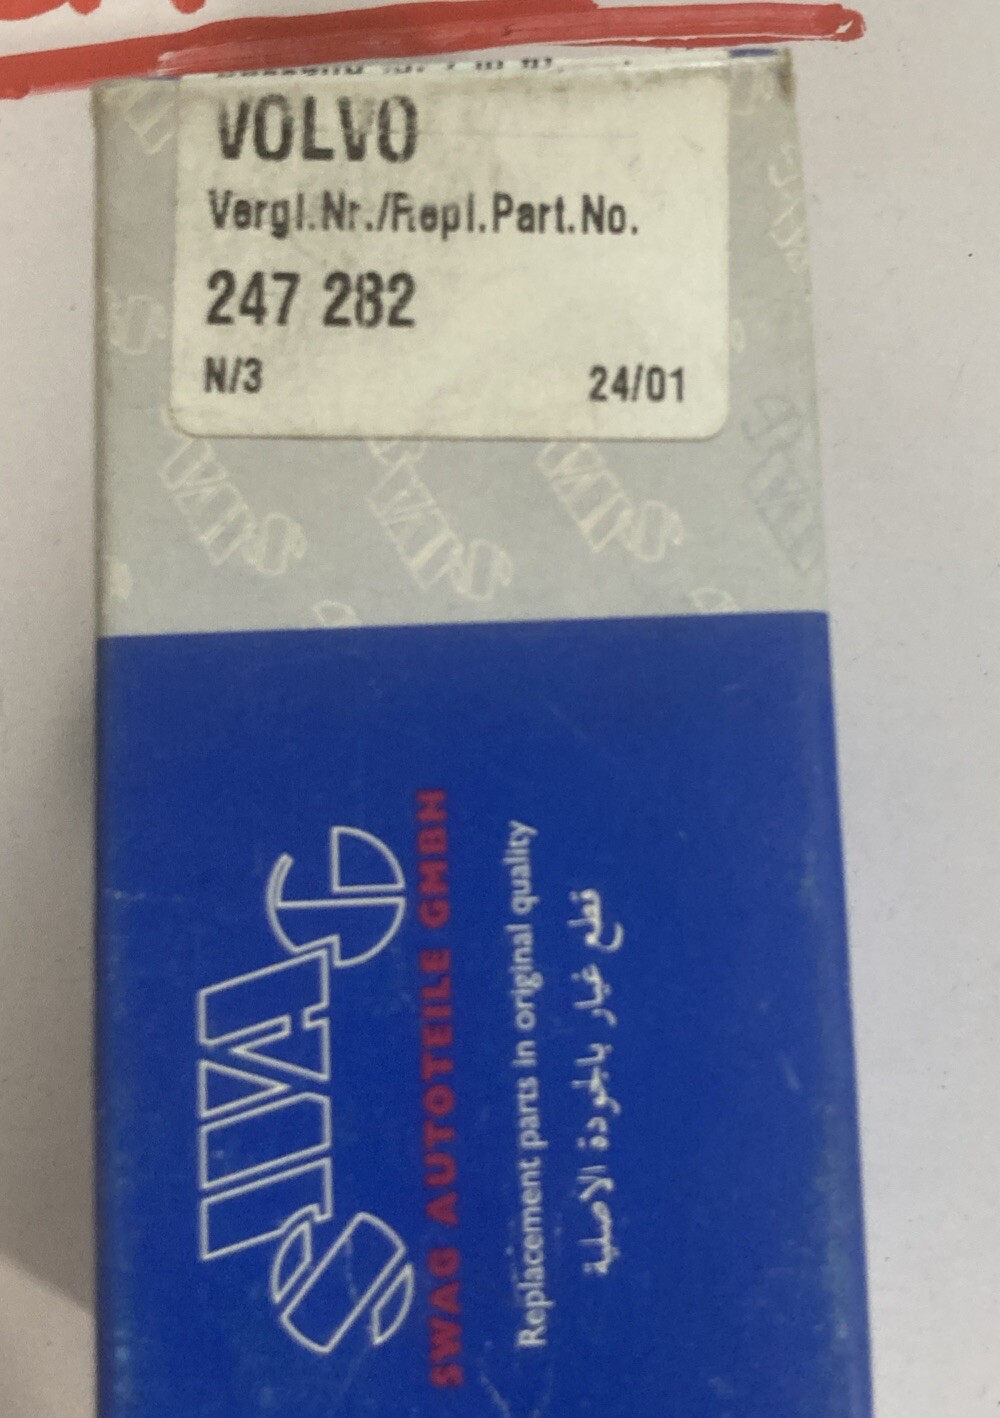 VOLVO
Vergl.Nr./Repl.Part.No.
247 282
N/3 24/01
SWAG
SWAG AUTOTEILE GMBH
Replacement parts in original quality
قطع غيار بالجودة الاصلية